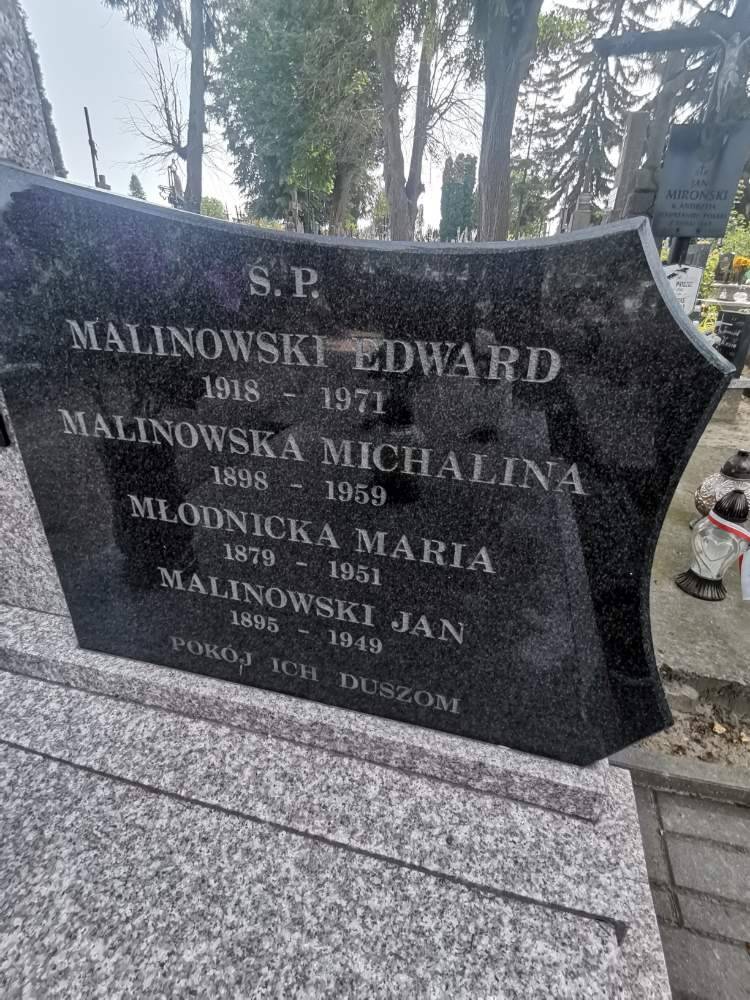 Ś.P.
MALINOWSKI EDWARD
1918 - 1971
MALINOWSKA MICHALINA
1898 - 1959
MŁODNICKA MARIA
1879 - 1951
MALINOWSKI JAN
1895 - 1949
POKÓJ ICH DUSZOM
JAN
MIROŃSKI